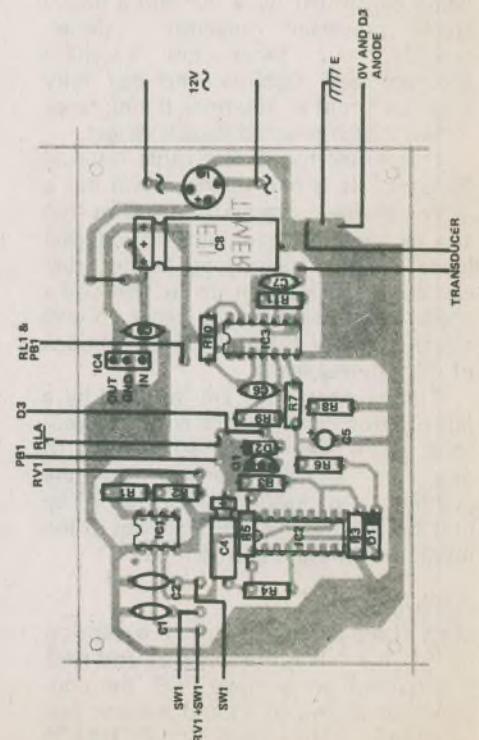 12V ~
E
0V AND D3
ANODE
TRANSDUCER
RL1 &
PB1
D3
RLA
PB1
RV1
SW1
RV1 +SW1
SW1
IC4
OUT
GND
IN
C8
TIMER
ETI
+
+
~
~
C7
R11
R10
IC3
C6
R9
R7
R8
C5
D2
Q1
R6
R3
R1
R2
IC1
C2
C1
C4
R5
IC2
R4
D1